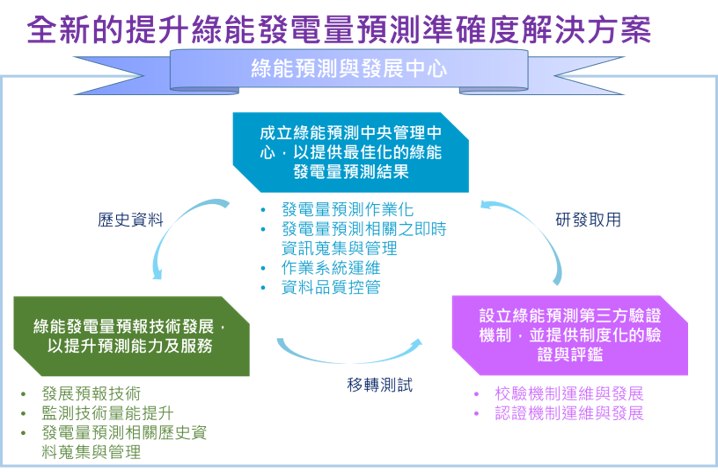 全新的提升綠能發電量預測準確度解決方案
綠能預測與發展中心
成立綠能預測中央管理中
心，以提供最佳化的綠能
發電量預測結果
• 發電量預測作業化
• 發電量預測相關之即時
資訊蒐集與管理
• 作業系統運維
• 資料品質控管
歷史資料
研發取用
綠能發電量預報技術發展，
以提升預測能力及服務
• 發展預報技術
• 監測技術量能提升
• 發電量預測相關歷史資
料蒐集與管理
移轉測試
設立綠能預測第三方驗證
機制，並提供制度化的驗
證與評鑑
• 校驗機制運維與發展
• 認證機制運維與發展